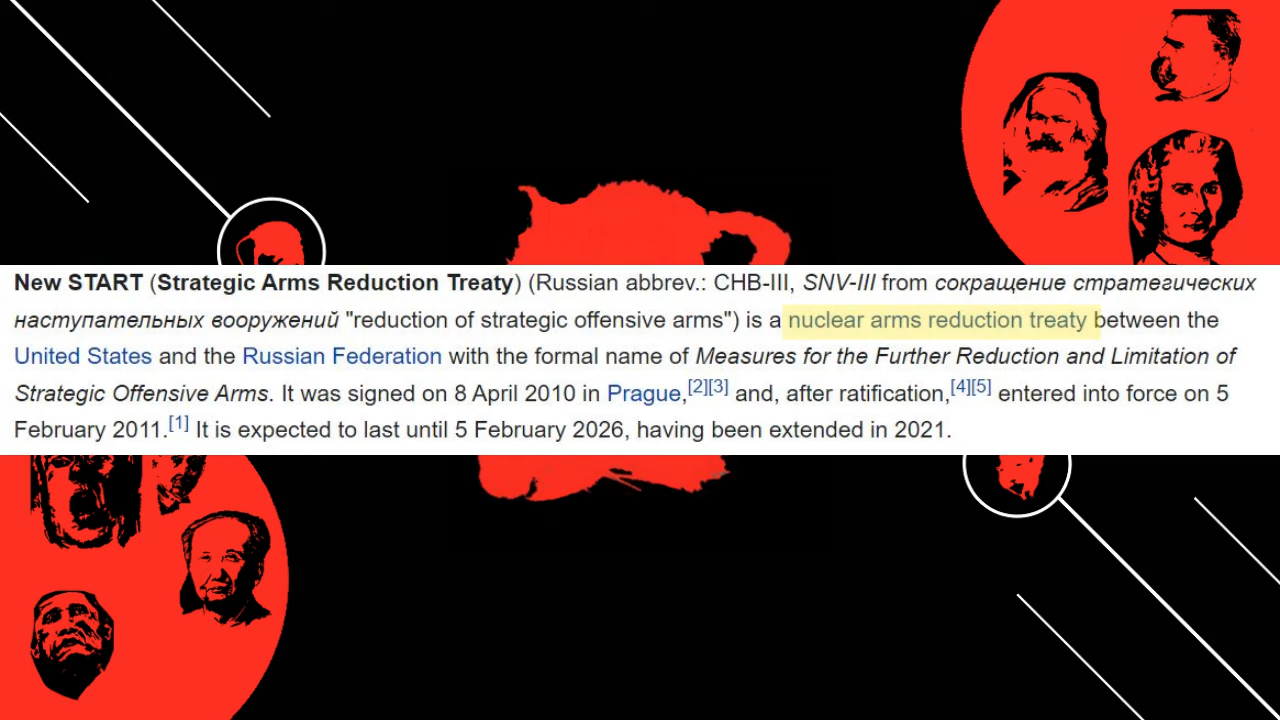 New START (Strategic Arms Reduction Treaty) (Russian abbrev.: СНВ-III, SNV-III from сокращение стратегических
наступательных вооружений "reduction of strategic offensive arms") is a nuclear arms reduction treaty between the
United States and the Russian Federation with the formal name of Measures for the Further Reduction and Limitation of
Strategic Offensive Arms. It was signed on 8 April 2010 in Prague,[2][3] and, after ratification,[4][5] entered into force on 5
February 2011.[1] It is expected to last until 5 February 2026, having been extended in 2021.